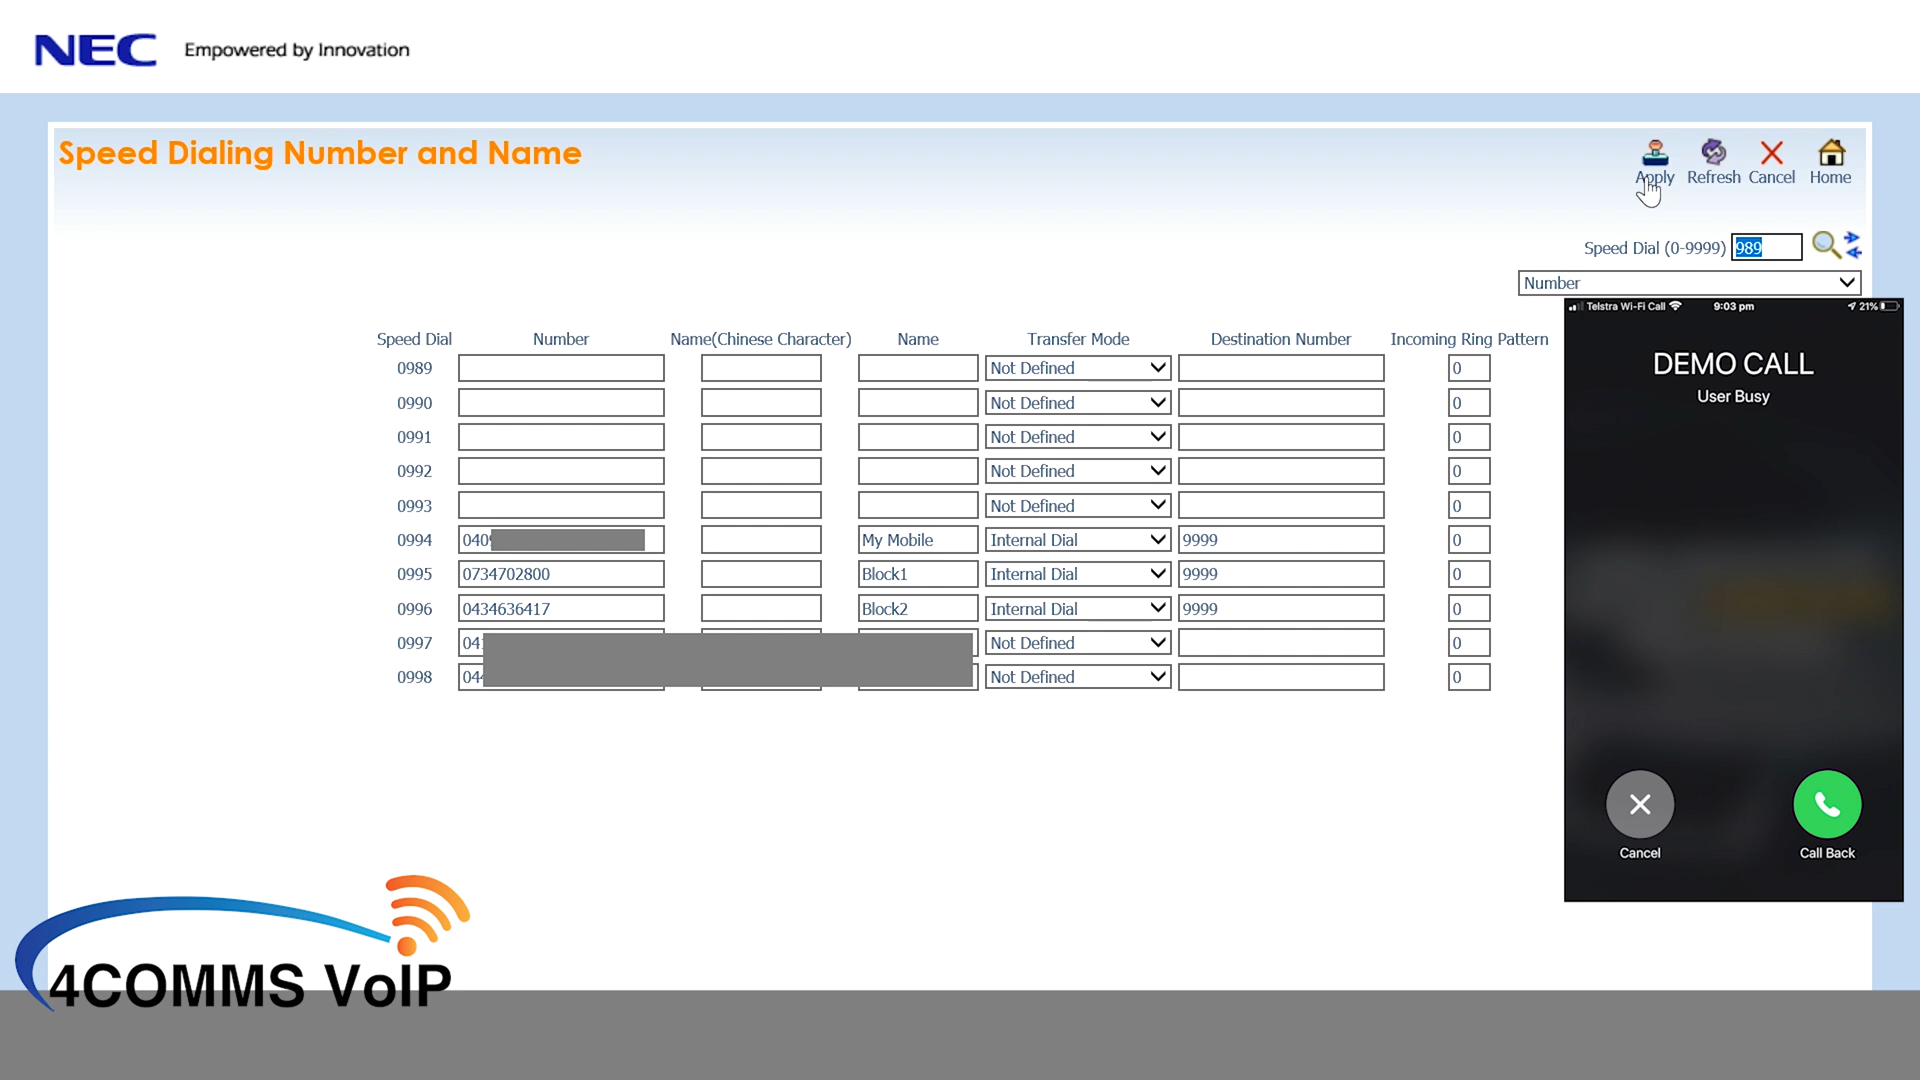 NEC Empowered by Innovation
Speed Dialing Number and Name
Apply Refresh Cancel Home
Speed Dial (0-9999) 989
Number
Telstra Wi-Fi Call 9:03 pm 21%
DEMO CALL
User Busy
Speed Dial Number Name(Chinese Character) Name Transfer Mode Destination Number Incoming Ring Pattern
0989 Not Defined 0
0990 Not Defined 0
0991 Not Defined 0
0992 Not Defined 0
0993 Not Defined 0
0994 040 My Mobile Internal Dial 9999 0
0995 0734702800 Block1 Internal Dial 9999 0
0996 0434636417 Block2 Internal Dial 9999 0
0997 04 Not Defined 0
0998 04 Not Defined 0
Cancel Call Back
4COMMS VoIP